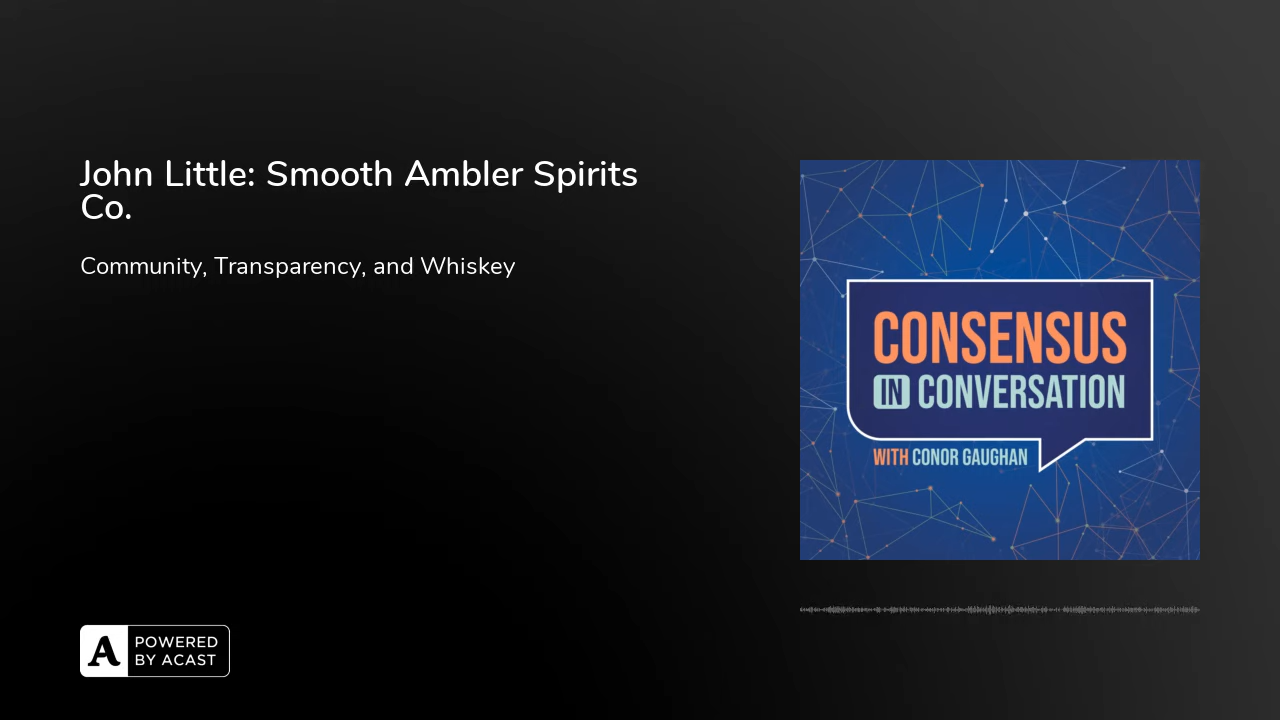 John Little: Smooth Ambler Spirits
Co.
Community, Transparency, and Whiskey
CONSENSUS
IN CONVERSATION
WITH CONOR GAUGHAN
A POWERED
BY ACAST